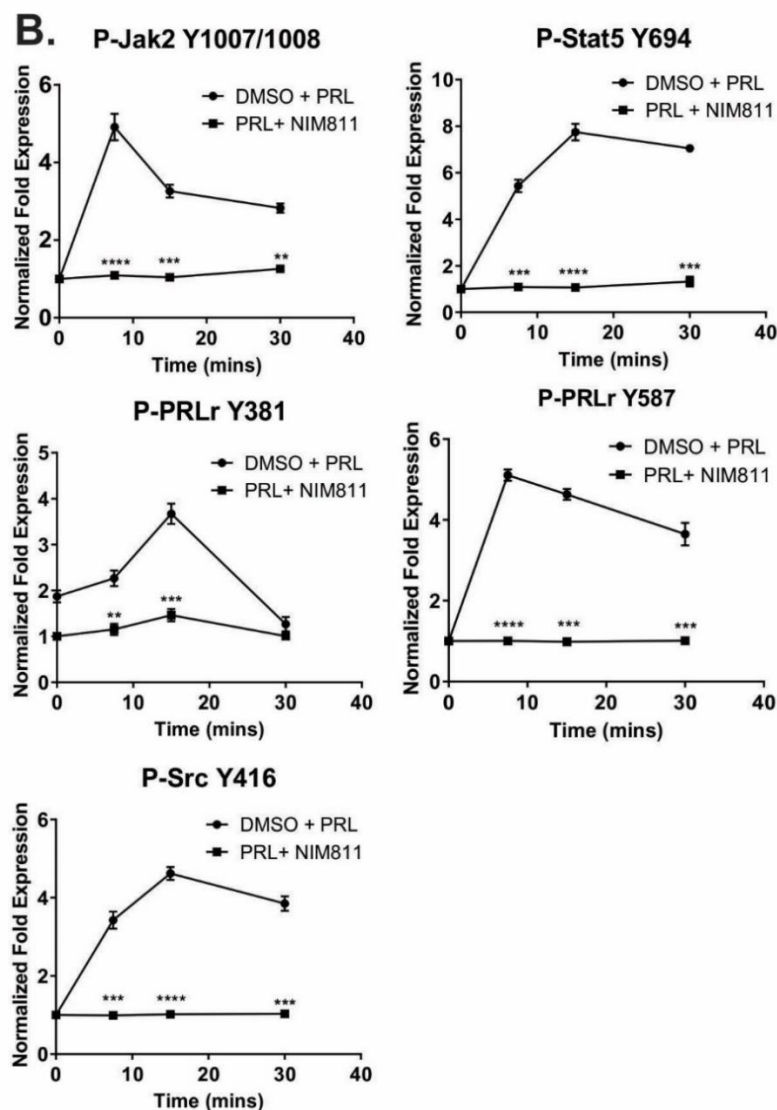 B.
P-Jak2 Y1007/1008
Normalized Fold Expression
6
4
2
0
DMSO + PRL
PRL+ NIM811
****
***
**
0
10
20
30
40
Time (mins)
P-Stat5 Y694
Normalized Fold Expression
10
8
6
4
2
0
DMSO + PRL
PRL + NIM811
***
****
***
0
10
20
30
40
Time (mins)
P-PRLr Y381
Normalized Fold Expression
5
4
3
2
1
0
DMSO + PRL
PRL+ NIM811
**
***
0
10
20
30
40
Time (mins)
P-PRLr Y587
Normalized Fold Expression
6
4
2
0
DMSO + PRL
PRL+ NIM811
****
***
***
0
10
20
30
40
Time (mins)
P-Src Y416
Normalized Fold Expression
6
4
2
0
DMSO + PRL
PRL+ NIM811
***
****
***
0
10
20
30
40
Time (mins)